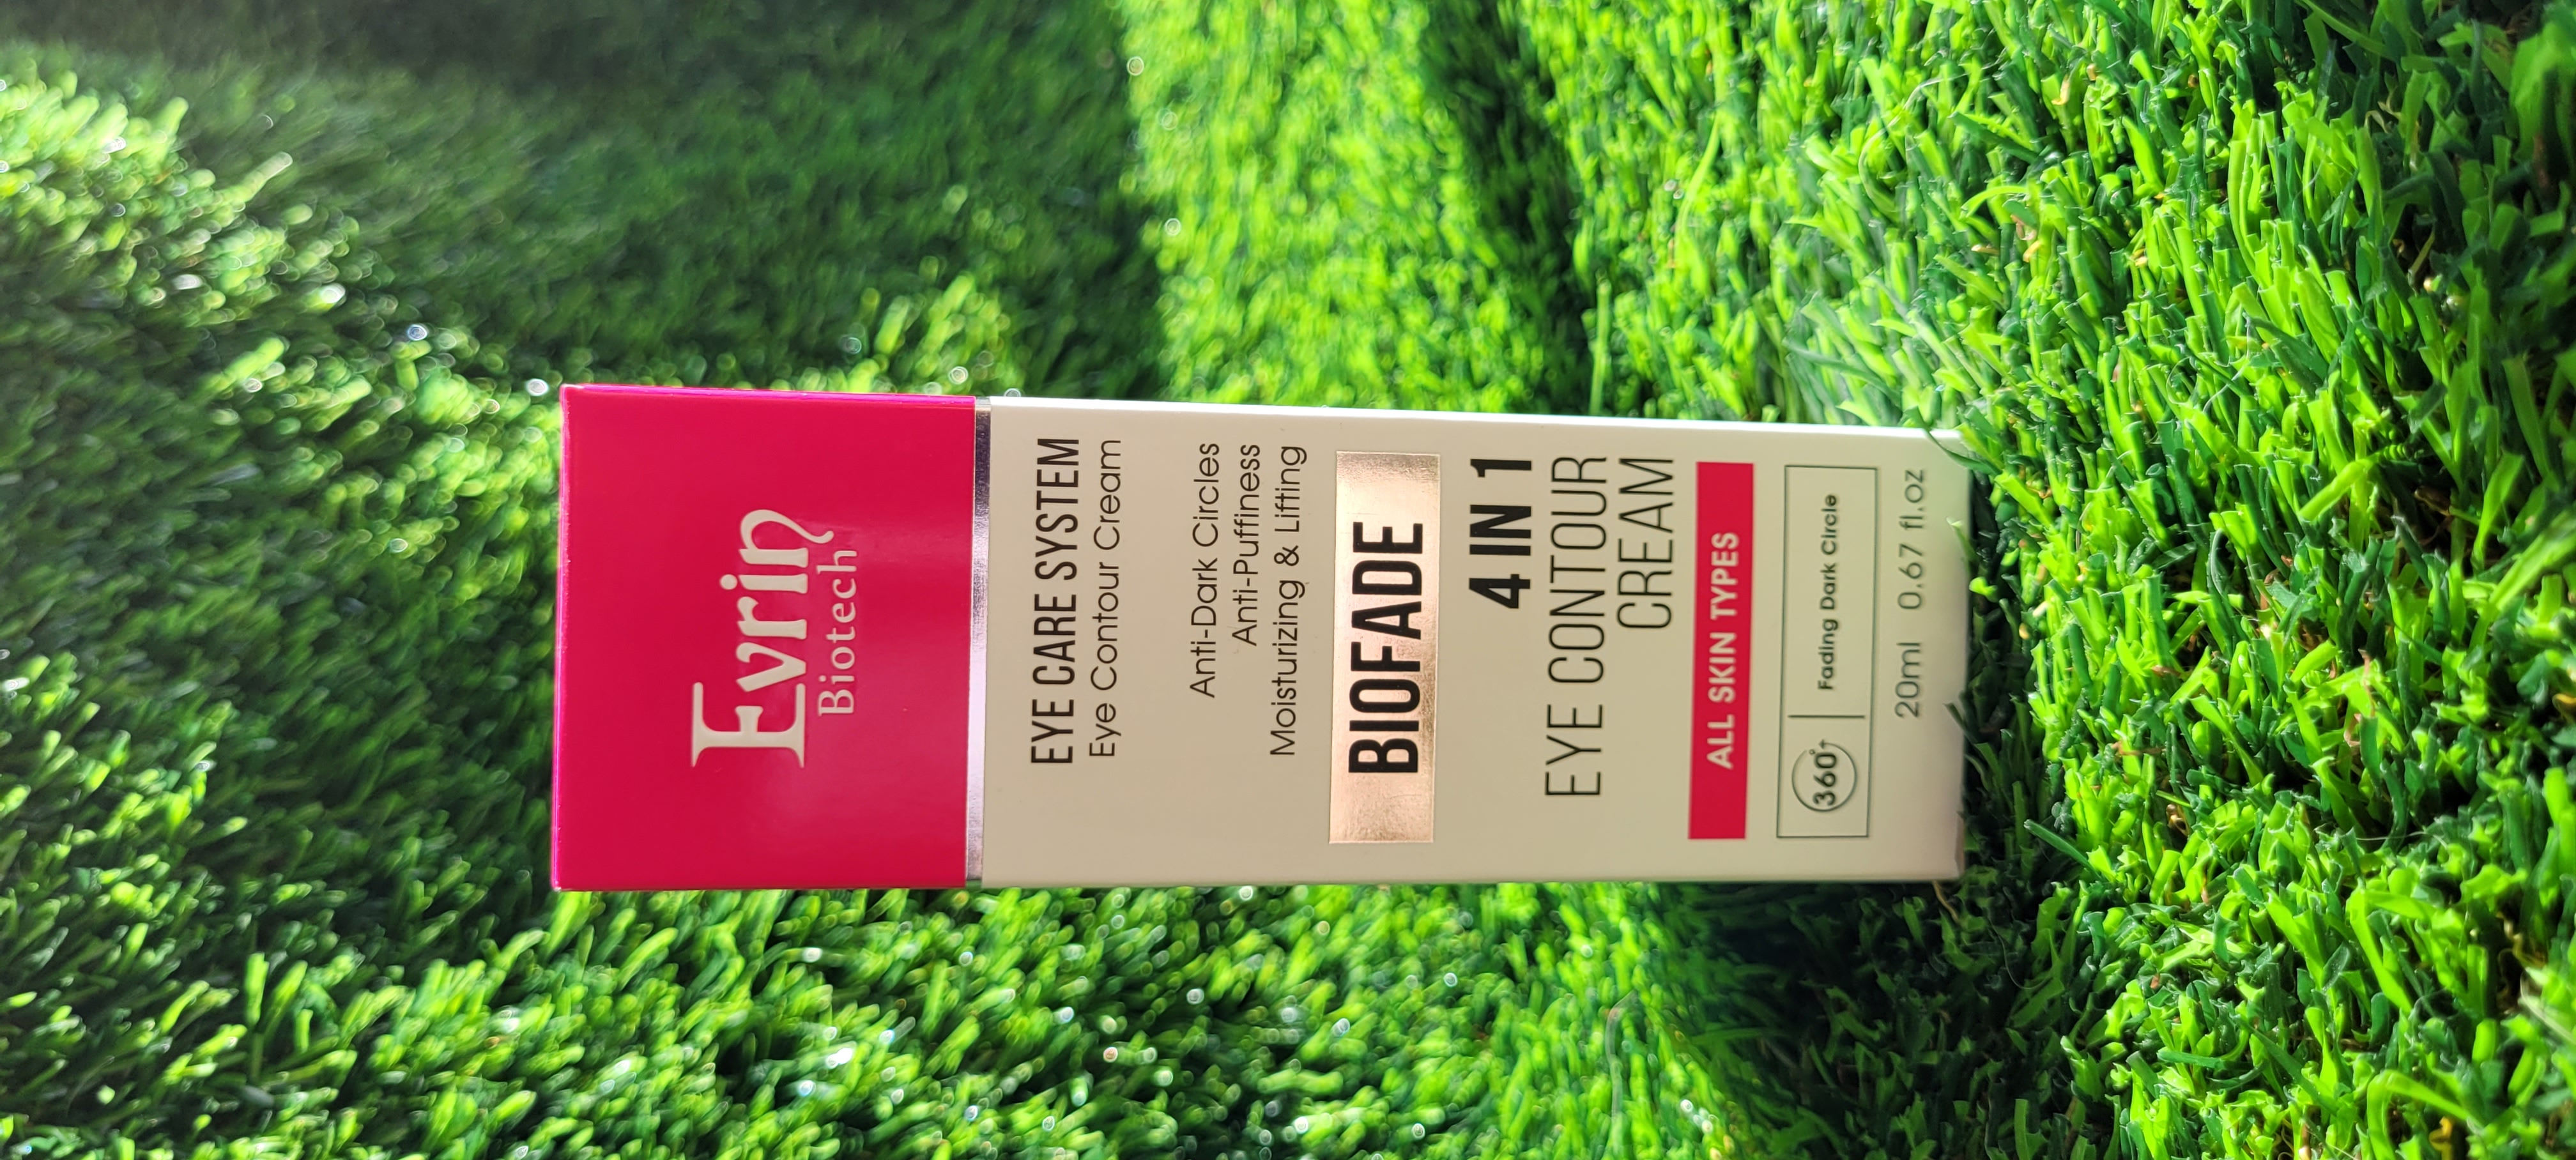 Evrin
Biotech
EYE CARE SYSTEM
Eye Contour Cream
Anti-Dark Circles
Anti-Puffiness
Moisturizing & Lifting
BIOFADE
4 IN 1
EYE CONTOUR
CREAM
ALL SKIN TYPES
360° Fading Dark Circle
20ml 0.67 fl.oz